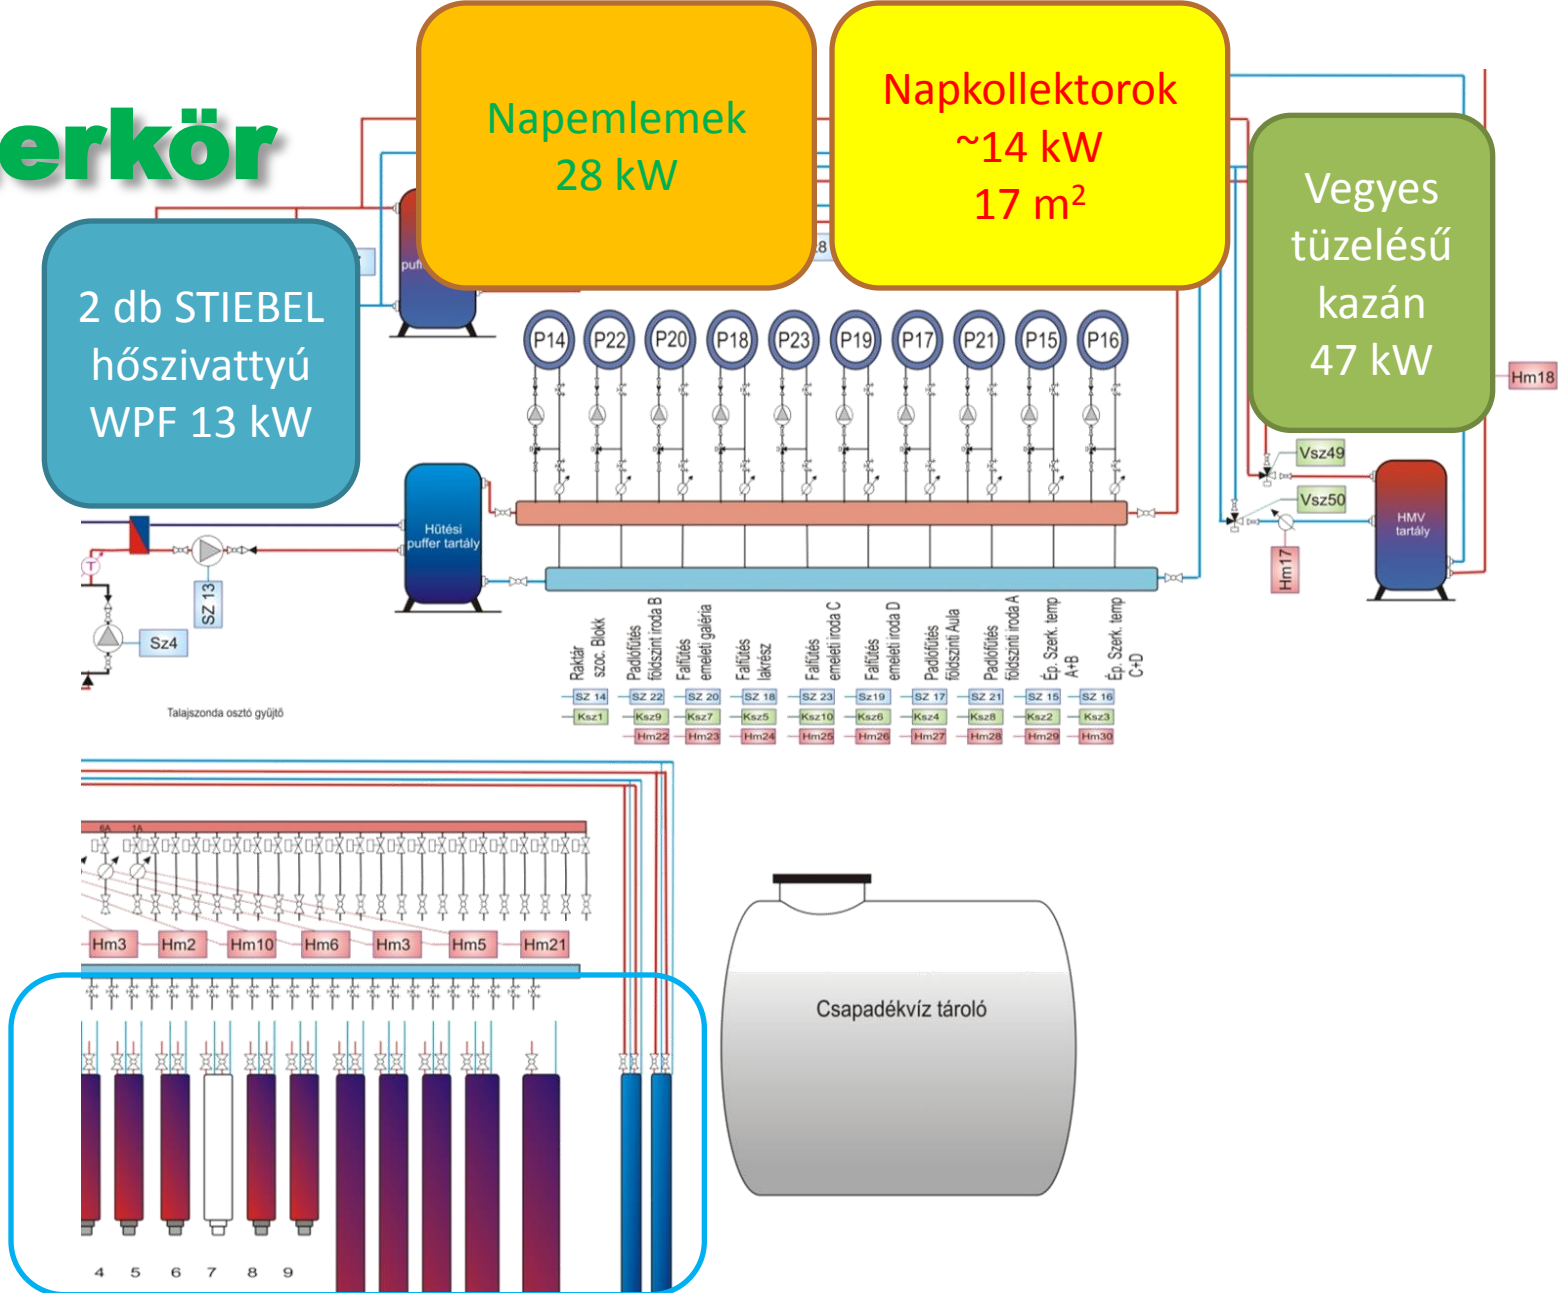 erkör
Napemlemek
28 kW
Napkollektorok
~14 kW
17 m²
Vegyes
tüzelésű
kazán
47 kW
2 db STIEBEL
hőszivattyú
WPF 13 kW
puf
P14 P22 P20 P18 P23 P19 P17 P21 P15 P16
Hm18
Vsz49
Vsz50
Hm17
HMV
tartály
Hűtési
puffer tartály
T
SZ 13
Sz4
Talajszonda osztó gyűjtő
Raktár
szoc. Blokk
Padlófűtés
földszint iroda B
Falfűtés
emeleti galéria
Falfűtés
lakrész
Falfűtés
emeleti iroda C
Falfűtés
emeleti iroda D
Padlófűtés
földszinti Aula
Padlófűtés
földszinti iroda A
Ép. Szerk. temp
A+B
Ép. Szerk. temp
C+D
SZ 14 SZ 22 SZ 20 SZ 18 SZ 23 Sz19 SZ 17 SZ 21 SZ 15 SZ 16
Ksz1 Ksz9 Ksz7 Ksz5 Ksz10 Ksz6 Ksz4 Ksz8 Ksz2 Ksz3
Hm22 Hm23 Hm24 Hm25 Hm26 Hm27 Hm28 Hm29 Hm30
6A 1A
Hm3 Hm2 Hm10 Hm6 Hm3 Hm5 Hm21
Csapadékvíz tároló
4 5 6 7 8 9